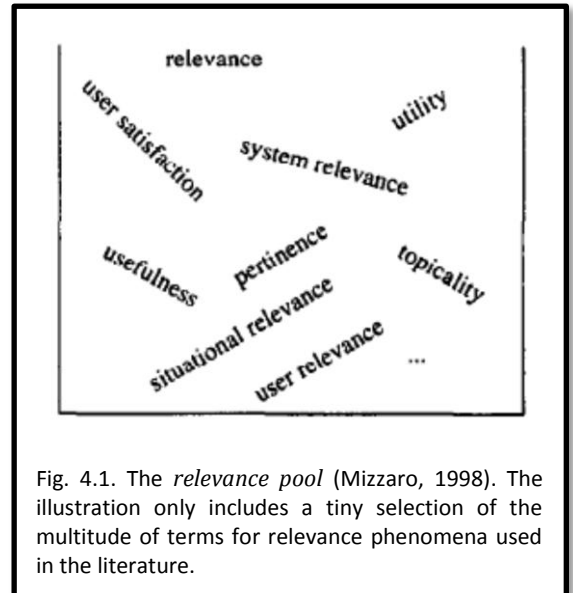 relevance
user satisfaction
utility
system relevance
usefulness
pertinence
topicality
situational relevance
user relevance
...
Fig. 4.1. The relevance pool (Mizzaro, 1998). The
illustration only includes a tiny selection of the
multitude of terms for relevance phenomena used
in the literature.